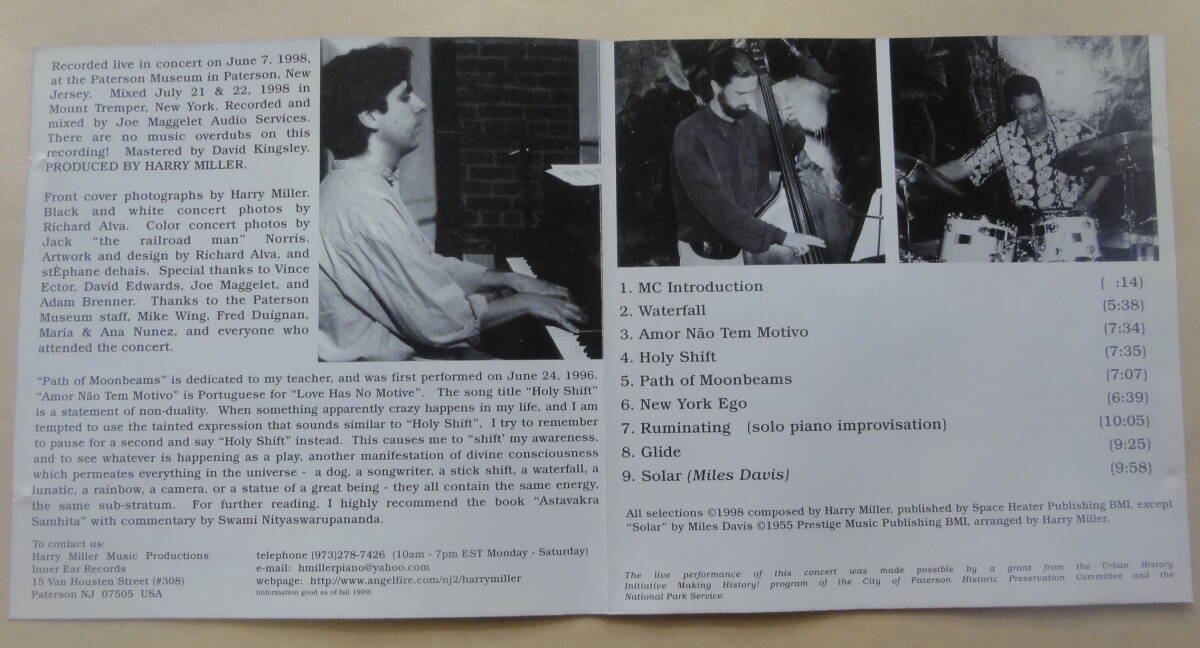 Recorded live in concert on June 7, 1998,
at the Paterson Museum in Paterson, New
Jersey. Mixed July 21 & 22, 1998 in
Mount Tremper, New York. Recorded and
mixed by Joe Maggelet Audio Services.
There are no music overdubs on this
recording! Mastered by David Kingsley.
PRODUCED BY HARRY MILLER.
Front cover photographs by Harry Miller.
Black and white concert photos by
Richard Alva. Color concert photos by
Jack "the railroad man" Norris.
Artwork and design by Richard Alva, and
stÈphane dehais. Special thanks to Vince
Ector, David Edwards, Joe Maggelet, and
Adam Brenner. Thanks to the Paterson
Museum staff, Mike Wing, Fred Duignan,
Maria & Ana Nunez, and everyone who
attended the concert.
"Path of Moonbeams" is dedicated to my teacher, and was first performed on June 24, 1996.
"Amor Não Tem Motivo" is Portuguese for "Love Has No Motive". The song title "Holy Shift"
is a statement of non-duality. When something apparently crazy happens in my life, and I am
tempted to use the tainted expression that sounds similar to "Holy Shift", I try to remember
to pause for a second and say "Holy Shift" instead. This causes me to "shift' my awareness,
and to see whatever is happening as a play, another manifestation of divine consciousness
which permeates everything in the universe - a dog, a songwriter, a stick shift, a waterfall, a
lunatic, a rainbow, a camera, or a statue of a great being - they all contain the same energy,
the same sub-stratum. For further reading, I highly recommend the book "Astavakra
Samhita" with commentary by Swami Nityaswarupananda.
To contact us:
Harry Miller Music Productions
Inner Ear Records
15 Van Housten Street (#308)
Paterson NJ 07505 USA
telephone (973)278-7426 (10am - 7pm EST Monday - Saturday)
e-mail: hmillerpiano@yahoo.com
webpage: http://www.angelfire.com/nj2/harrymiller
(information good as of fall 1999)
1. MC Introduction ( :14)
2. Waterfall (5:38)
3. Amor Não Tem Motivo (7:34)
4. Holy Shift (7:35)
5. Path of Moonbeams (7:07)
6. New York Ego (6:39)
7. Ruminating (solo piano improvisation) (10:05)
8. Glide (9:25)
9. Solar (Miles Davis) (9:58)
All selections ©1998 composed by Harry Miller, published by Space Heater Publishing BMI, except
"Solar" by Miles Davis ©1955 Prestige Music Publishing BMI, arranged by Harry Miller.
The live performance of this concert was made possible by a grant from the Urban History
Initiative Making History! program of the City of Paterson Historic Preservation Committee and the
National Park Service.